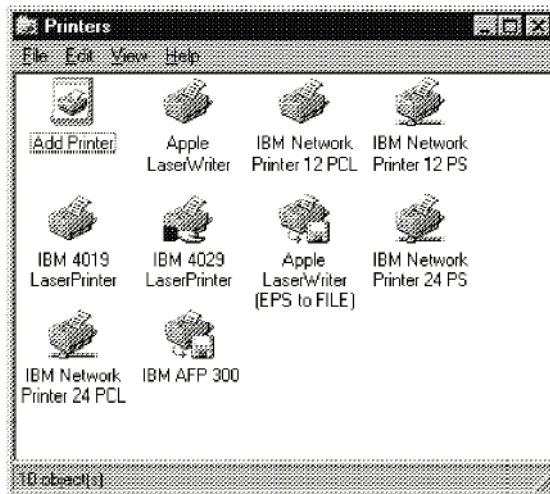 Printers
File Edit View Help
Add Printer
Apple
LaserWriter
IBM Network
Printer 12 PCL
IBM Network
Printer 12 PS
IBM 4019
LaserPrinter
IBM 4029
LaserPrinter
Apple
LaserWriter
(EPS to FILE)
IBM Network
Printer 24 PS
IBM Network
Printer 24 PCL
IBM AFP 300
10 object(s)